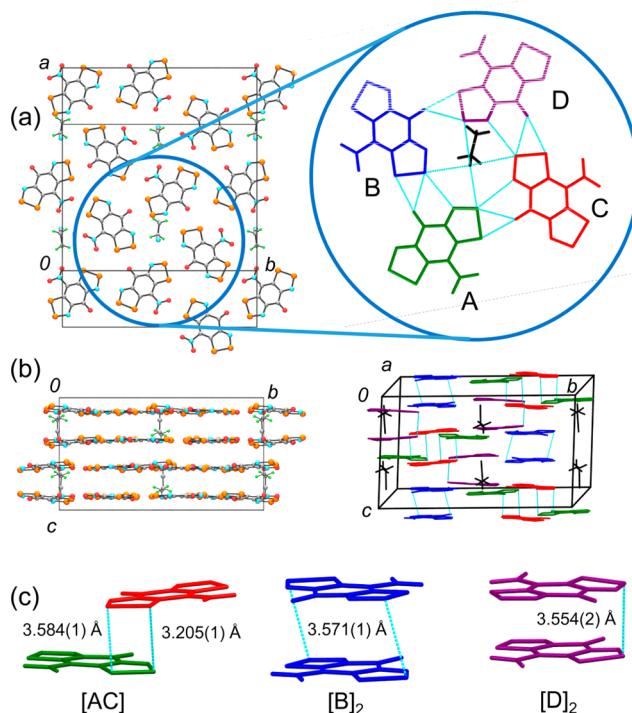 (a)
a
0
b
A
B
C
D
(b)
0
b
c
a
0
b
c
(c)
3.584(1) Å
3.205(1) Å
3.571(1) Å
3.554(2) Å
[AC]
[B]₂
[D]₂